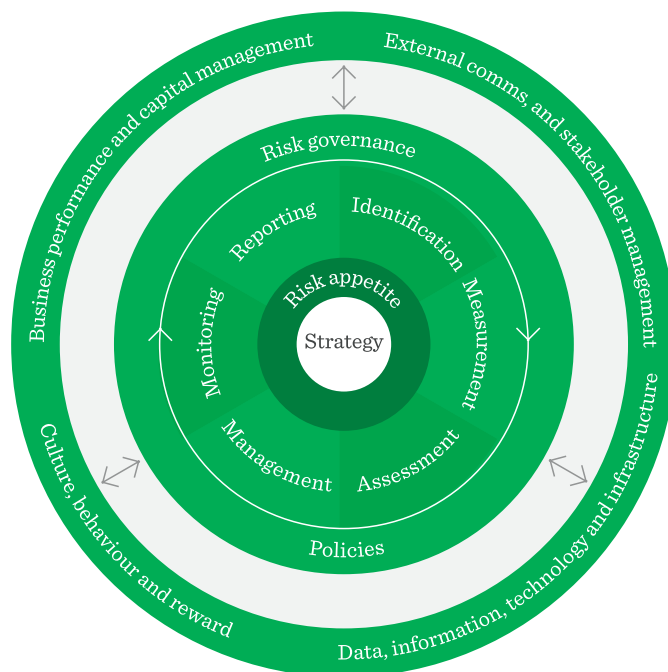 Business performance and capital management
External comms, and stakeholder management
Risk governance
Reporting
Identification
Risk appetite
Strategy
Monitoring
Measurement
Management
Assessment
Policies
Culture, behaviour and reward
Data, information, technology and infrastructure